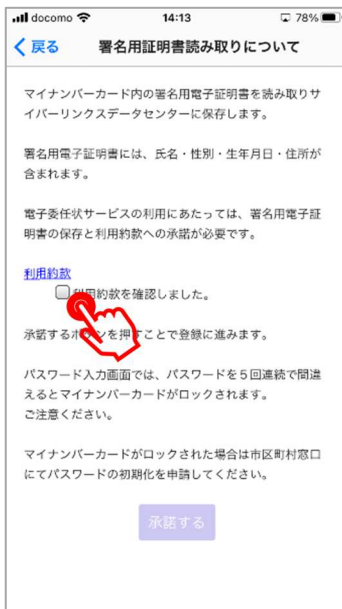 docomo 14:13 78%
戻る 署名用証明書読み取りについて
マイナンバーカード内の署名用電子証明書を読み取りサ
イバーリンクスデータセンターに保存します。
署名用電子証明書には、氏名・性別・生年月日・住所が
含まれます。
電子委任状サービスの利用にあたっては、署名用電子証
明書の保存と利用約款への承諾が必要です。
利用約款
利用約款を確認しました。
承諾するボタンを押すことで登録に進みます。
パスワード入力画面では、パスワードを5回連続で間違
えるとマイナンバーカードがロックされます。
ご注意ください。
マイナンバーカードがロックされた場合は市区町村窓口
にてパスワードの初期化を申請してください。
承諾する